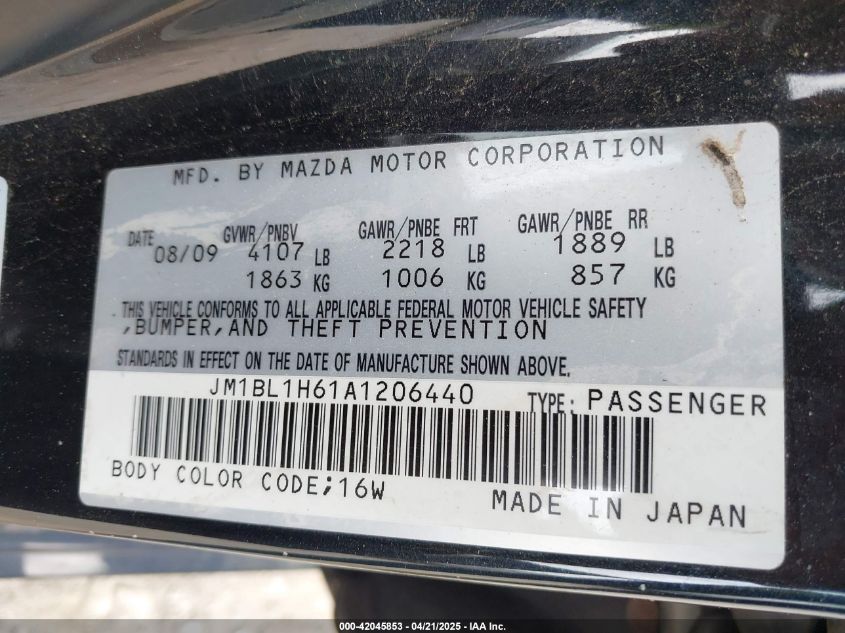 MFD. BY MAZDA MOTOR CORPORATION
DATE GVWR/PNBV GAWR/PNBE FRT GAWR/PNBE RR
08/09 4107 LB 2218 LB 1889 LB
1863 KG 1006 KG 857 KG
THIS VEHICLE CONFORMS TO ALL APPLICABLE FEDERAL MOTOR VEHICLE SAFETY
,BUMPER,AND THEFT PREVENTION
STANDARDS IN EFFECT ON THE DATE OF MANUFACTURE SHOWN ABOVE.
JM1BL1H61A1206440 TYPE: PASSENGER
BODY COLOR CODE;16W
MADE IN JAPAN
000-42045853 - 04/21/2025 - IAA Inc.